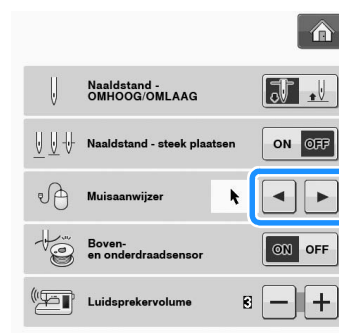 Naaldstand -
OMHOOG/OMLAAG
Naaldstand - steek plaatsen ON OFF
Muisaanwijzer
Boven-
en onderdraadsensor ON OFF
Luidsprekervolume 3